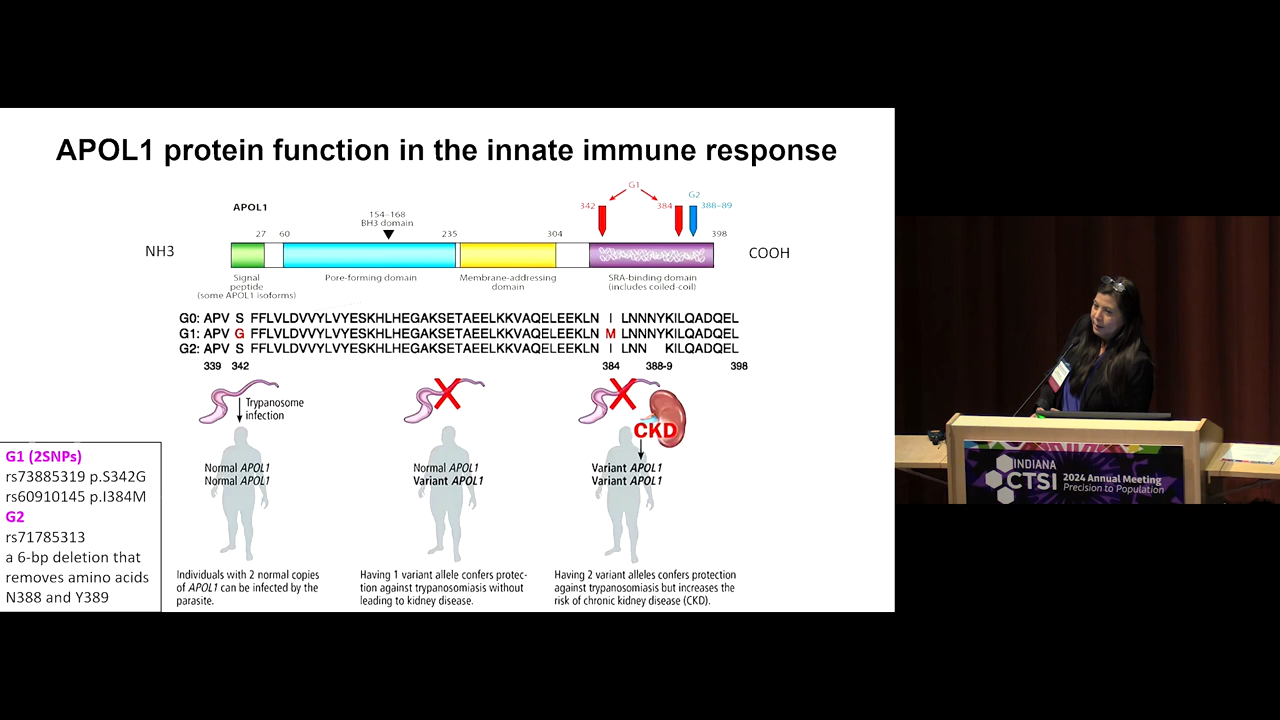 APOL1 protein function in the innate immune response
G1
G2
342
384
388–89
APOL1
154–168
BH3 domain
27
60
235
304
398
NH3
COOH
Signal
peptide
(some APOL1 isoforms)
Pore-forming domain
Membrane-addressing
domain
SRA-binding domain
(includes coiled-coil)
G0: APV S FFLVLDVVYLVYESKHLHEGAKSETAEELKKVAQELEEKLN I LNNNYKILQADQEL
G1: APV G FFLVLDVVYLVYESKHLHEGAKSETAEELKKVAQELEEKLN M LNNNYKILQADQEL
G2: APV S FFLVLDVVYLVYESKHLHEGAKSETAEELKKVAQELEEKLN I LNN KILQADQEL
339 342 384 388-9 398
Trypanosome
infection
Normal APOL1
Normal APOL1
Individuals with 2 normal copies
of APOL1 can be infected by the
parasite.
Normal APOL1
Variant APOL1
Having 1 variant allele confers protec-
tion against trypanosomiasis without
leading to kidney disease.
CKD
Variant APOL1
Variant APOL1
Having 2 variant alleles confers protection
against trypanosomiasis but increases the
risk of chronic kidney disease (CKD).
G1 (2SNPs)
rs73885319 p.S342G
rs60910145 p.I384M
G2
rs71785313
a 6-bp deletion that
removes amino acids
N388 and Y389
INDIANA
CTSI
2024 Annual Meeting
Precision to Population